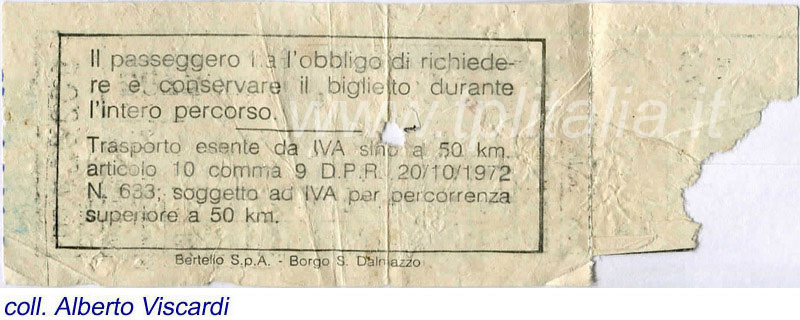 Il passeggero ha l'obbligo di richiede-
re e conservare il biglietto durante
l'intero percorso.
www.tplitalia.it
Trasporto esente da IVA sino a 50 km.
articolo 10 comma 9 D.P.R. 20/10/1972
N. 633; soggetto ad IVA per percorrenza
superiore a 50 km.
Bertello S.p.A. - Borgo S. Dalmazzo
coll. Alberto Viscardi